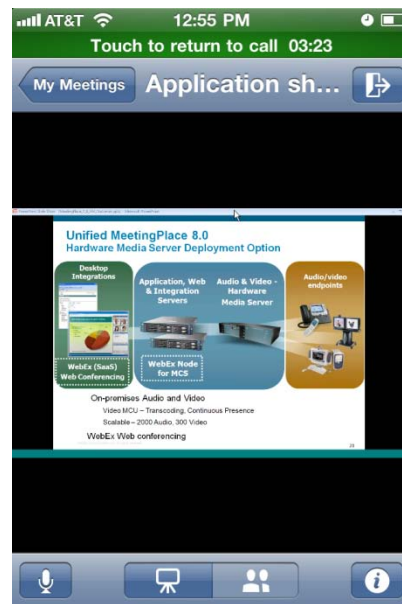 AT&T 12:55 PM
Touch to return to call 03:23
My Meetings Application sh...
Unified MeetingPlace 8.0
Hardware Media Server Deployment Option
Desktop
Integrations
WebEx (SaaS)
Web Conferencing
Application, Web
& Integration
Servers
WebEx Node
for MCS
Audio & Video -
Hardware
Media Server
Audio/video
endpoints
On-premises Audio and Video
Video MCU – Transcoding, Continuous Presence
Scalable – 2000 Audio, 300 Video
WebEx Web conferencing